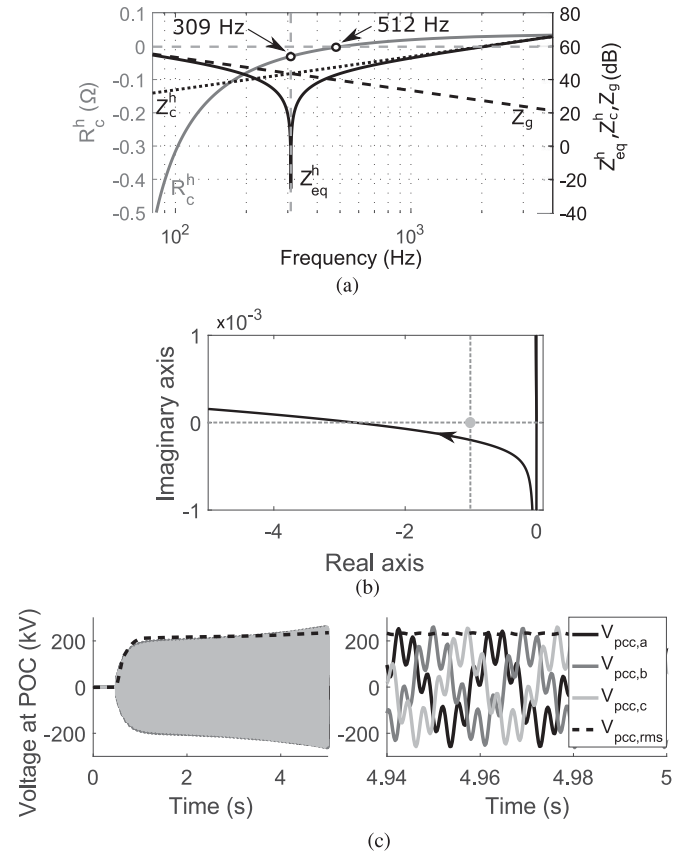 309 Hz
512 Hz
0
-0.1
-0.2
-0.3
-0.4
-0.5
R_c^h (Ω)
80
60
40
20
0
-20
-40
Z_eq^h, Z_c^h, Z_g (dB)
Z_c^h
Z_g
R_c^h
Z_eq^h
10^2
10^3
Frequency (Hz)
(a)
×10^-3
1
0
-1
Imaginary axis
-4
-2
0
Real axis
(b)
Voltage at POC (kV)
200
0
-200
0
2
4
Time (s)
200
0
-200
4.94
4.96
4.98
5
Time (s)
V_pcc,a
V_pcc,b
V_pcc,c
V_pcc,rms
(c)